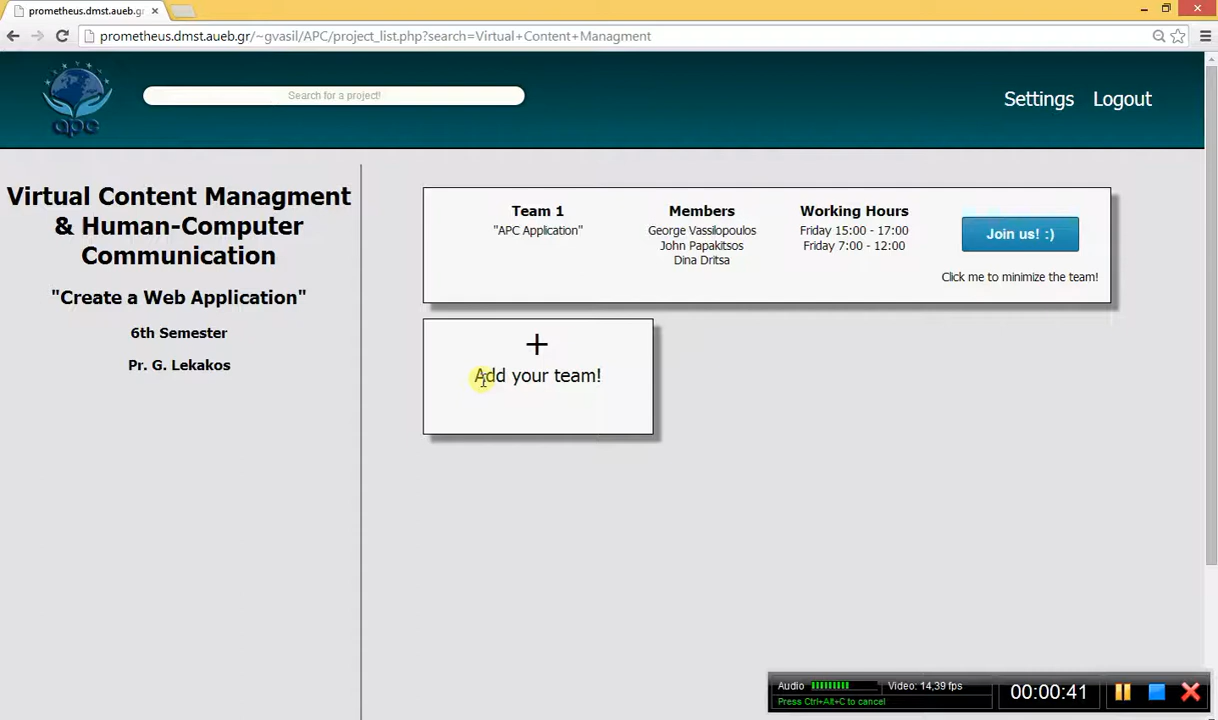 prometheus.dmst.aueb.gr/
prometheus.dmst.aueb.gr/~gvasil/APC/project_list.php?search=Virtual+Content+Managment
apc
Search for a project!
Settings
Logout
Virtual Content Managment
& Human-Computer
Communication
"Create a Web Application"
6th Semester
Pr. G. Lekakos
Team 1
"APC Application"
Members
George Vassilopoulos
John Papakitsos
Dina Dritsa
Working Hours
Friday 15:00 - 17:00
Friday 7:00 - 12:00
Join us! :)
Click me to minimize the team!
+
Add your team!
Audio
Video: 14,39 fps
Press Ctrl+Alt+C to cancel
00:00:41